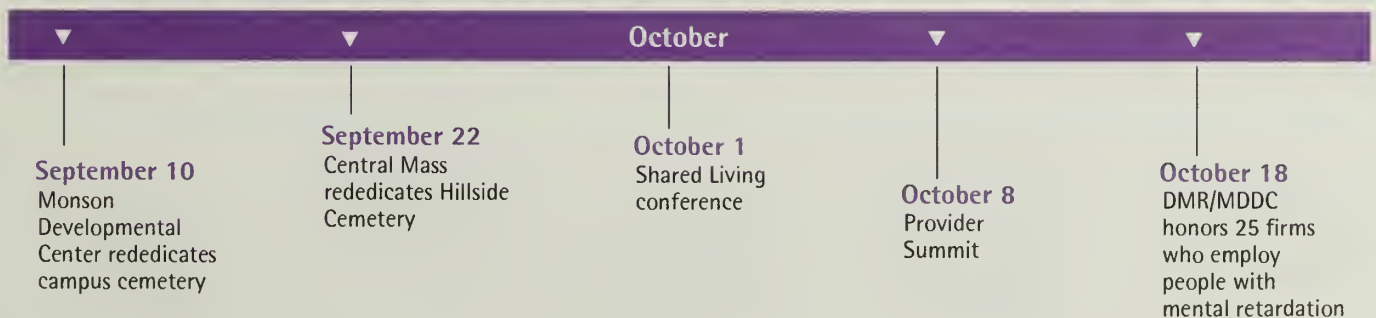 October
September 10
Monson
Developmental
Center rededicates
campus cemetery
September 22
Central Mass
rededicates Hillside
Cemetery
October 1
Shared Living
conference
October 8
Provider
Summit
October 18
DMR/MDDC
honors 25 firms
who employ
people with
mental retardation